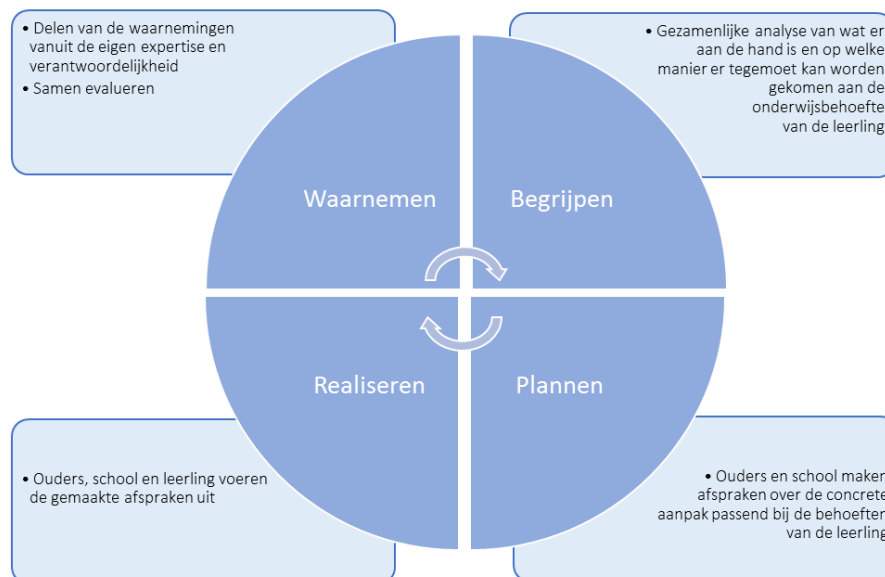 • Delen van de waarnemingen
vanuit de eigen expertise en
verantwoordelijkheid
• Samen evalueren
• Gezamenlijke analyse van wat er
aan de hand is en op welke
manier er tegemoet kan worden
gekomen aan de
onderwijsbehoefte
van de leerling
Waarnemen
Begrijpen
Realiseren
Plannen
• Ouders, school en leerling voeren
de gemaakte afspraken uit
• Ouders en school maken
afspraken over de concrete
aanpak passend bij de behoeften
van de leerling